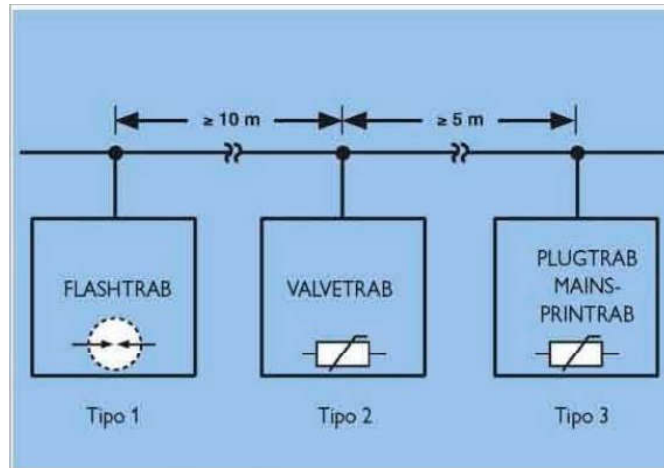 ≥ 10 m
≥ 5 m
FLASHTRAB
VALVETRAB
PLUGTRAB
MAINS-
PRINTRAB
Tipo 1
Tipo 2
Tipo 3